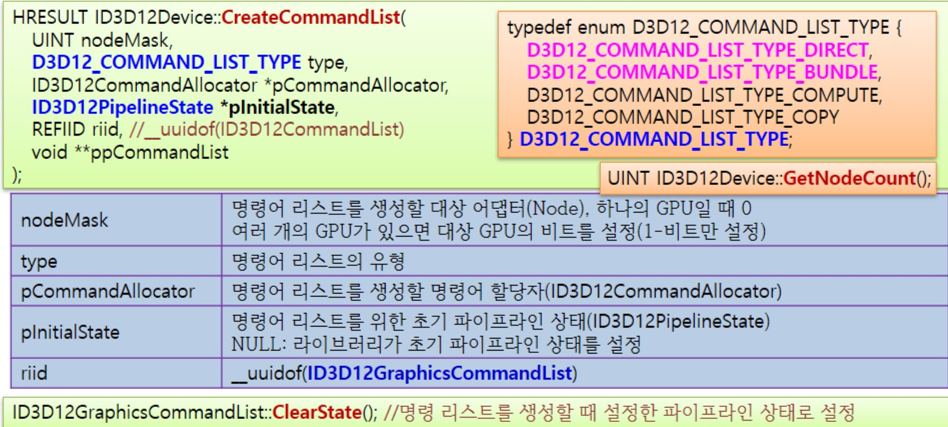 HRESULT ID3D12Device::CreateCommandList(
UINT nodeMask,
D3D12_COMMAND_LIST_TYPE type,
ID3D12CommandAllocator *pCommandAllocator,
ID3D12PipelineState *pInitialState,
REFIID riid, //__uuidof(ID3D12CommandList)
void **ppCommandList
);
typedef enum D3D12_COMMAND_LIST_TYPE {
D3D12_COMMAND_LIST_TYPE_DIRECT,
D3D12_COMMAND_LIST_TYPE_BUNDLE,
D3D12_COMMAND_LIST_TYPE_COMPUTE,
D3D12_COMMAND_LIST_TYPE_COPY
} D3D12_COMMAND_LIST_TYPE;
UINT ID3D12Device::GetNodeCount();
nodeMask
명령어 리스트를 생성할 대상 어댑터(Node), 하나의 GPU일 때 0
여러 개의 GPU가 있으면 대상 GPU의 비트를 설정(1-비트만 설정)
type
명령어 리스트의 유형
pCommandAllocator
명령어 리스트를 생성할 명령어 할당자(ID3D12CommandAllocator)
pInitialState
명령어 리스트를 위한 초기 파이프라인 상태(ID3D12PipelineState)
NULL: 라이브러리가 초기 파이프라인 상태를 설정
riid
__uuidof(ID3D12GraphicsCommandList)
ID3D12GraphicsCommandList::ClearState(); //명령 리스트를 생성할 때 설정한 파이프라인 상태로 설정